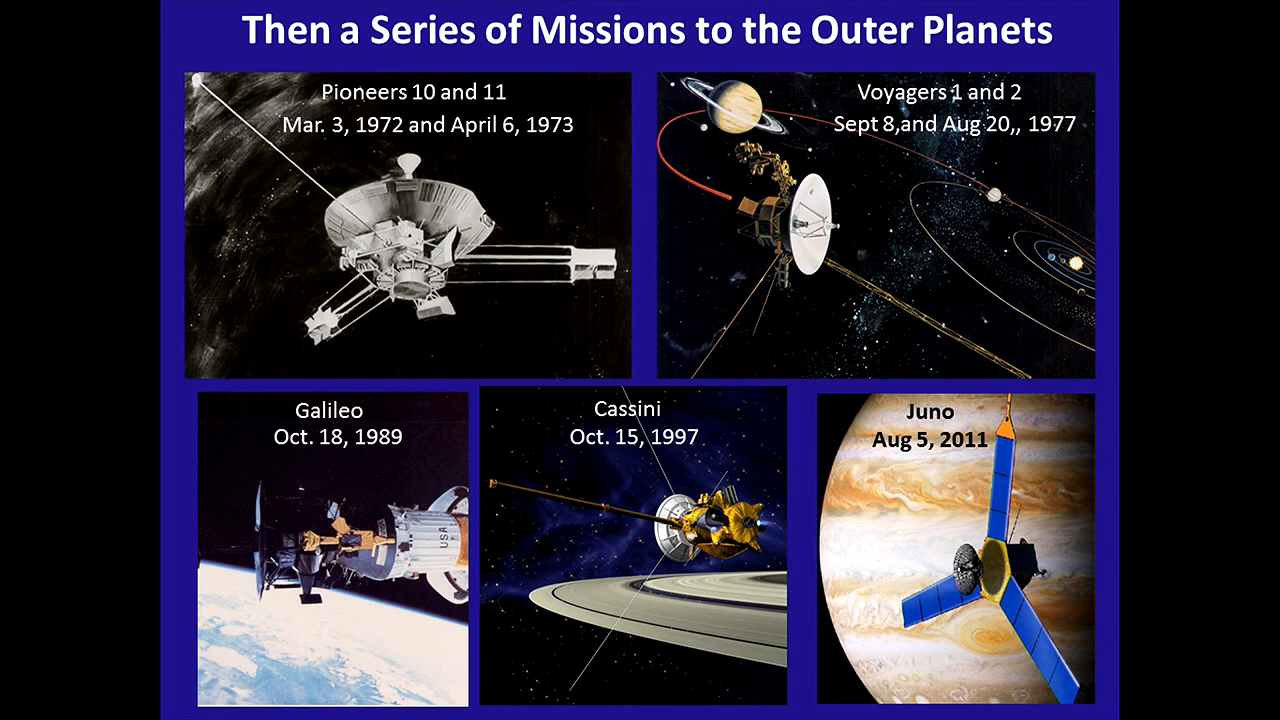 Then a Series of Missions to the Outer Planets
Pioneers 10 and 11
Mar. 3, 1972 and April 6, 1973
Voyagers 1 and 2
Sept 8,and Aug 20,, 1977
Galileo
Oct. 18, 1989
USA
Cassini
Oct. 15, 1997
Juno
Aug 5, 2011